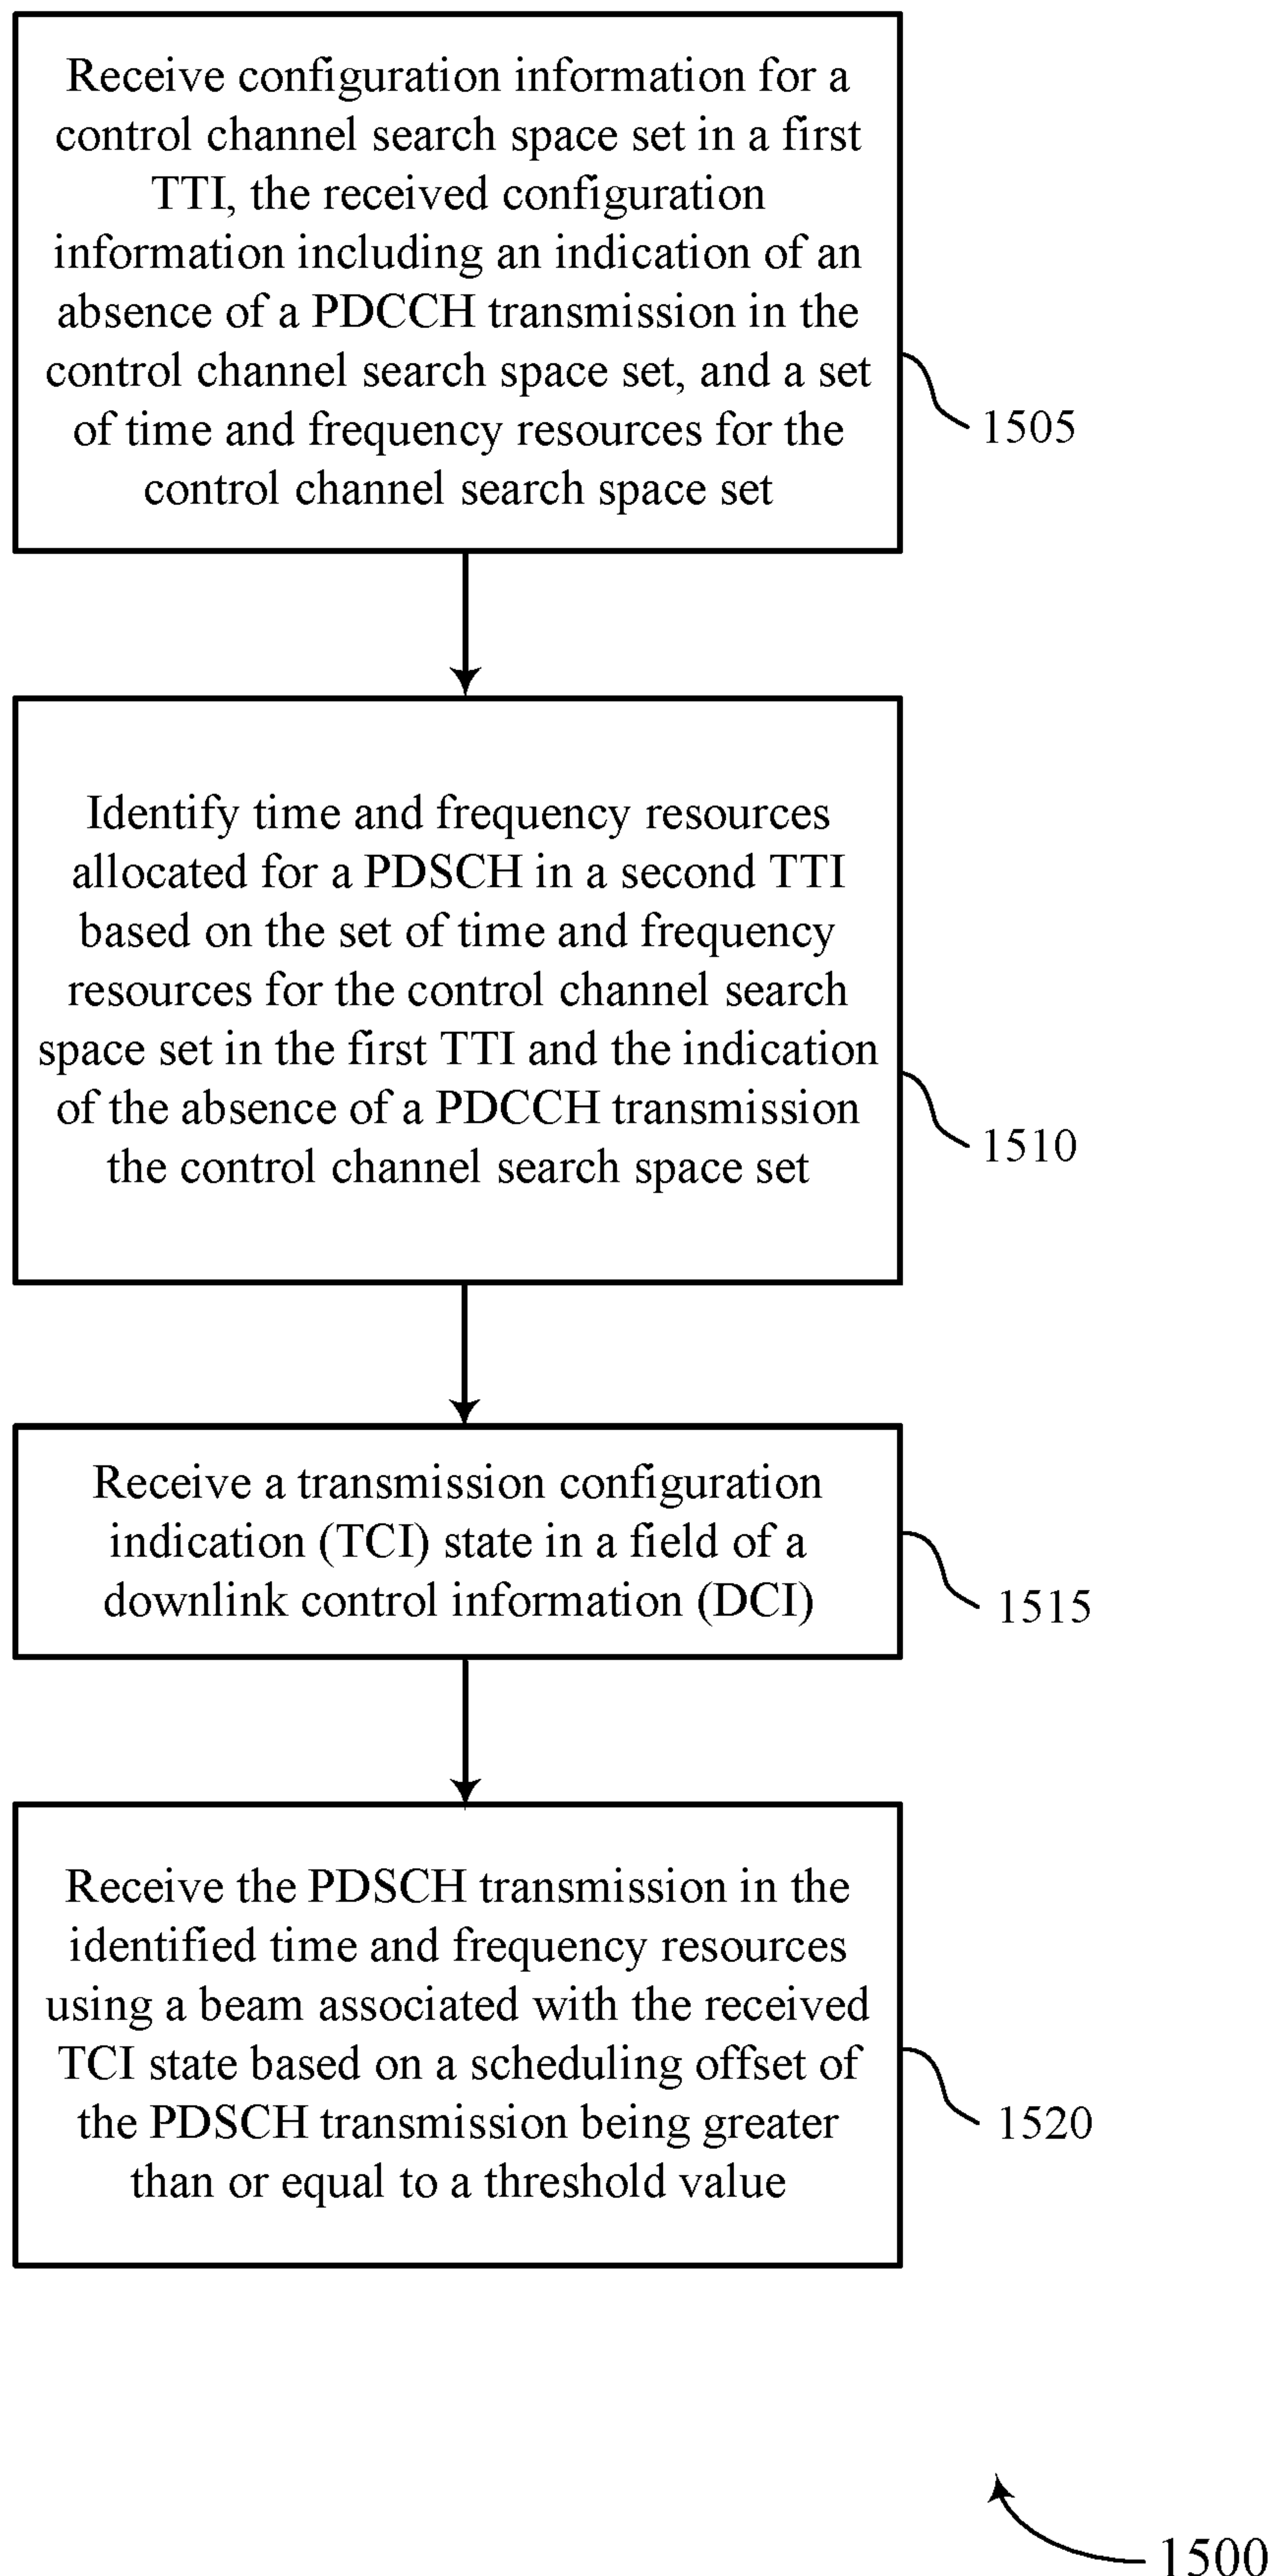 Receive configuration information for a
control channel search space set in a first
TTI, the received configuration
information including an indication of an
absence of a PDCCH transmission in the
control channel search space set, and a set
of time and frequency resources for the
control channel search space set
1505
Identify time and frequency resources
allocated for a PDSCH in a second TTI
based on the set of time and frequency
resources for the control channel search
space set in the first TTI and the indication
of the absence of a PDCCH transmission
the control channel search space set
1510
Receive a transmission configuration
indication (TCI) state in a field of a
downlink control information (DCI)
1515
Receive the PDSCH transmission in the
identified time and frequency resources
using a beam associated with the received
TCI state based on a scheduling offset of
the PDSCH transmission being greater
than or equal to a threshold value
1520
1500